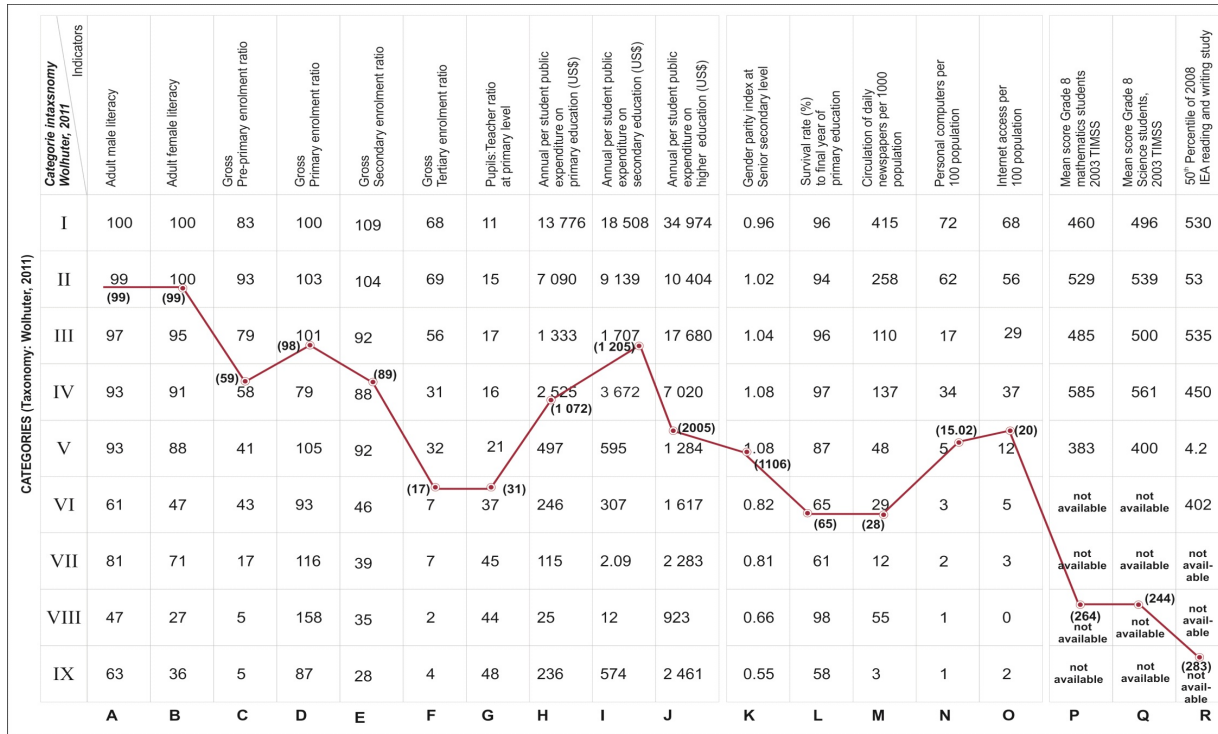 Categorie intaxsnomy
Wolhuter, 2011
Indicators
Adult male literacy
Adult female literacy
Gross
Pre-primary enrolment ratio
Gross
Primary enrolment ratio
Gross
Secondary enrolment ratio
Gross
Tertiary enrolment ratio
Pupils:Teacher ratio
at primary level
Annual per student public
expenditure on
primary education (US$)
Annual per student public
expenditure on
secondary education (US$)
Annual per student public
expenditure on
higher education (US$)
Gender parity index at
Senior secondary level
Survival rate (%)
to final year of
primary education
Circulation of daily
newspapers per 1000
population
Personal computers per
100 population
Internet access per
100 population
Mean score Grade 8
mathematics students
2003 TIMSS
Mean score Grade 8
Science students,
2003 TIMSS
50th Percentile of 2008
IEA reading and writing study
CATEGORIES (Taxonomy: Wolhuter, 2011)
I 100 100 83 100 109 68 11 13 776 18 508 34 974 0.96 96 415 72 68 460 496 530
II 99 100 93 103 104 69 15 7 090 9 139 10 404 1.02 94 258 62 56 529 539 53
(99) (99)
III 97 95 79 101 92 56 17 1 333 1 707 17 680 1.04 96 110 17 29 485 500 535
(98) (1 205)
(59) (89)
IV 93 91 58 79 88 31 16 2 525 3 672 7 020 1.08 97 137 34 37 585 561 450
(1 072)
(2005) (15.02) (20)
V 93 88 41 105 92 32 21 497 595 1 284 1.08 87 48 5 12 383 400 4.2
(1106)
(17) (31)
VI 61 47 43 93 46 7 37 246 307 1 617 0.82 65 29 3 5 not available not available 402
(65) (28)
VII 81 71 17 116 39 7 45 115 2.09 2 283 0.81 61 12 2 3 not available not available not avail-able
(244)
VIII 47 27 5 158 35 2 44 25 12 923 0.66 98 55 1 0 (264) not available not available not avail-able
IX 63 36 5 87 28 4 48 236 574 2 461 0.55 58 3 1 2 not available not available (283) not avail-able
A B C D E F G H I J K L M N O P Q R